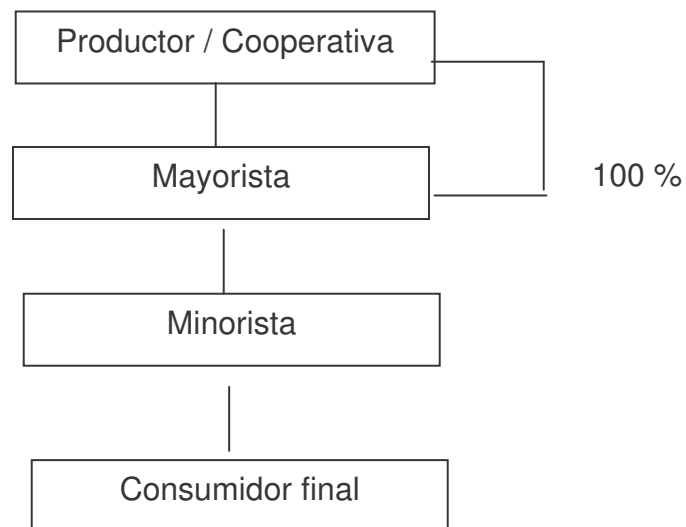 Productor / Cooperativa
Mayorista
100 %
Minorista
Consumidor final